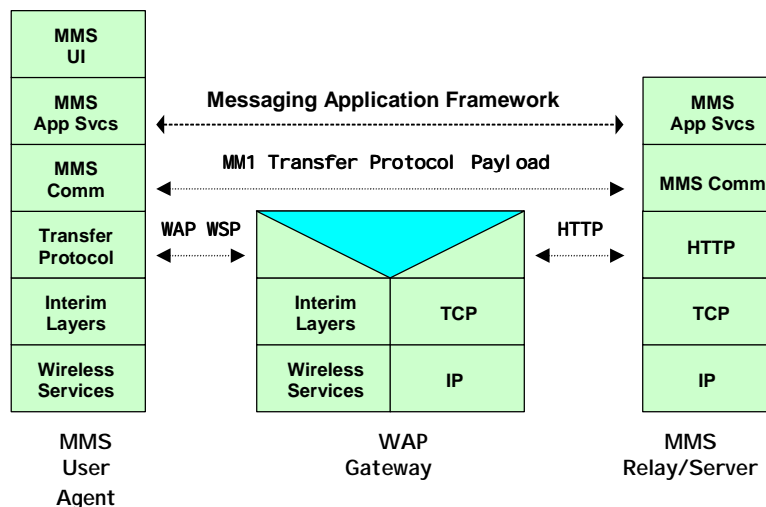 MMS
UI
MMS
App Svcs
MMS
Comm
Transfer
Protocol
Interim
Layers
Wireless
Services
MMS
User
Agent
Messaging Application Framework
MM1 Transfer Protocol Payload
WAP WSP
HTTP
Interim
Layers
TCP
Wireless
Services
IP
WAP
Gateway
MMS
App Svcs
MMS Comm
HTTP
TCP
IP
MMS
Relay/Server